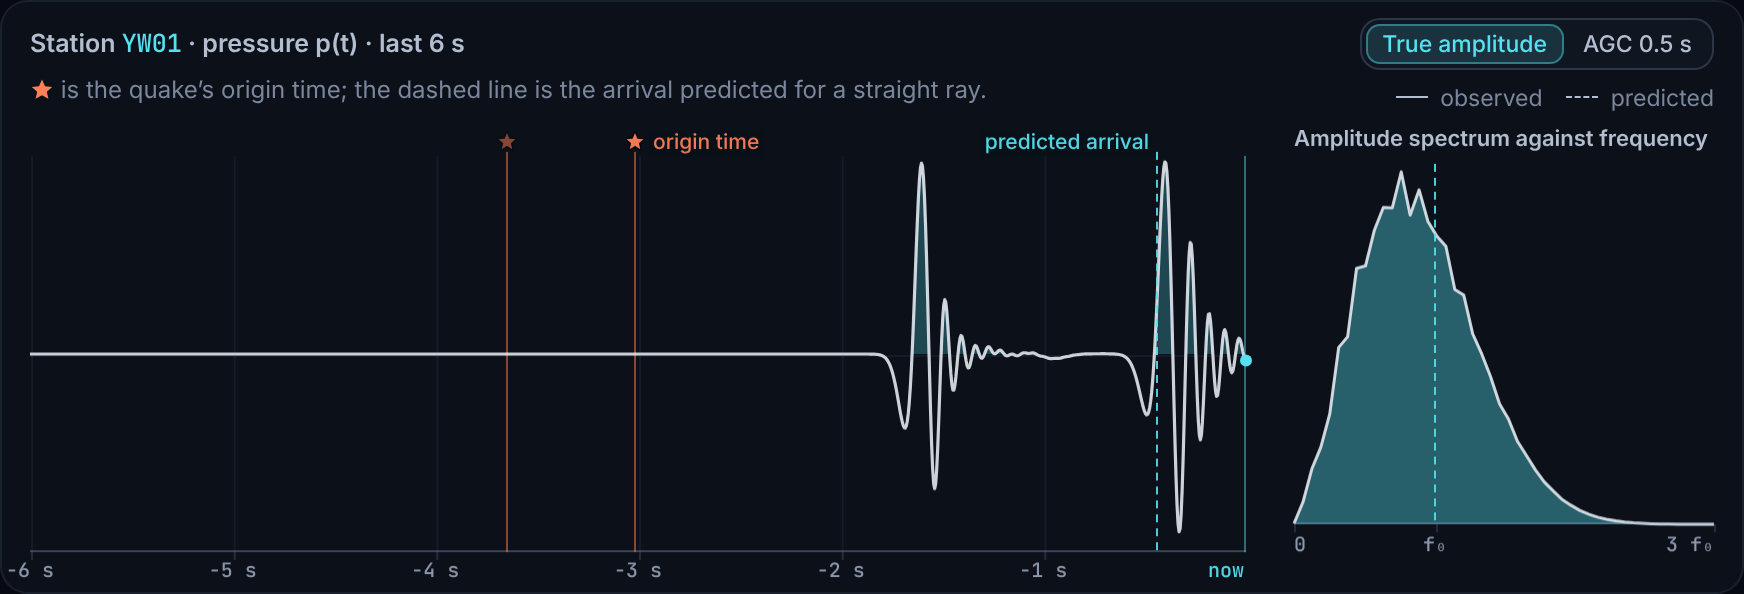 Station YW01 · pressure p(t) · last 6 s
True amplitude
AGC 0.5 s
★ is the quake’s origin time; the dashed line is the arrival predicted for a straight ray.
observed
predicted
origin time
predicted arrival
Amplitude spectrum against frequency
-6 s
-5 s
-4 s
-3 s
-2 s
-1 s
now
0
f₀
3 f₀